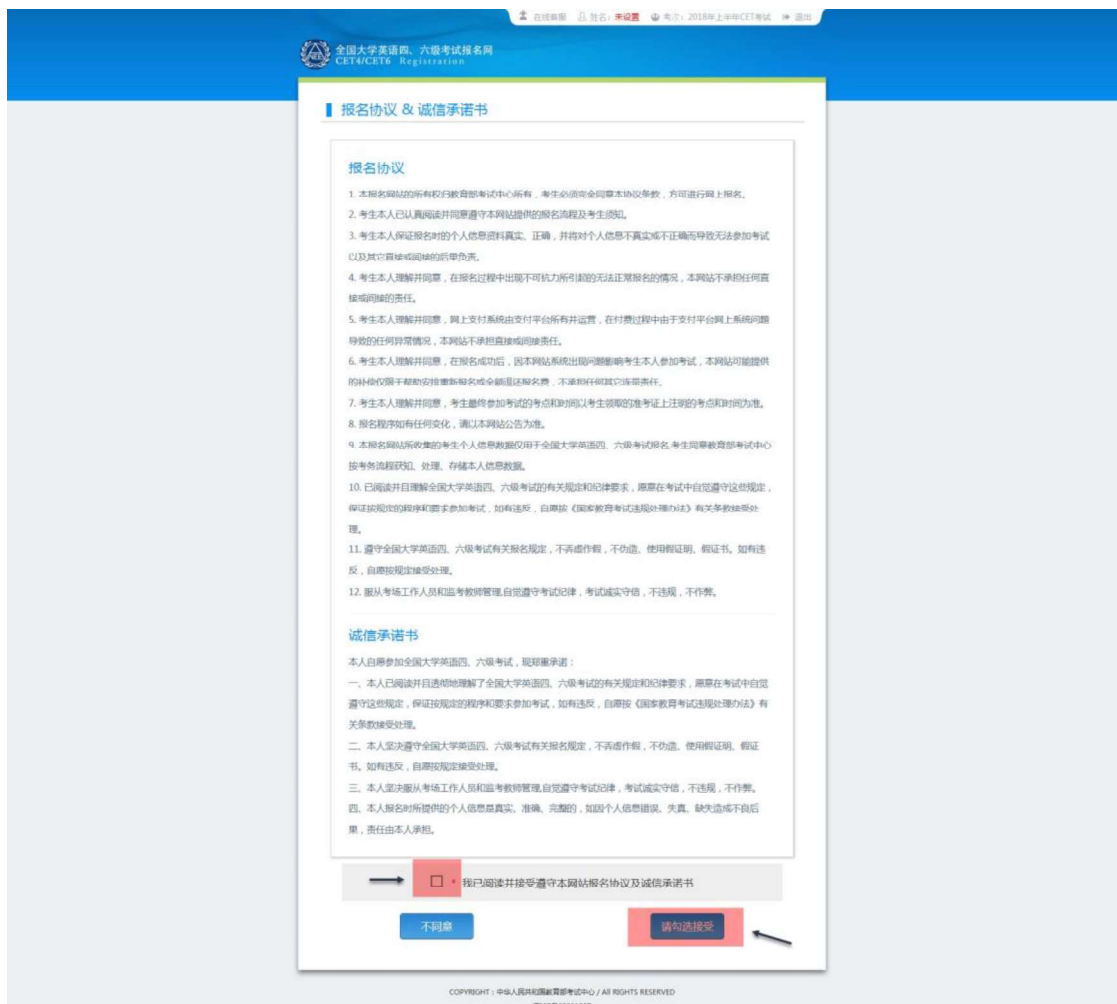 在线客服 姓名：未设置 考次：2018年上半年CET考试 退出
全国大学英语四、六级考试报名网
CET4/CET6 Registration
报名协议 & 诚信承诺书
报名协议
1. 本报名网站的所有权归教育部考试中心所有，考生必须完全同意本协议条款，方可进行网上报名。
2. 考生本人已认真阅读并同意遵守本网站提供的报名流程及考生须知。
3. 考生本人保证报名时的个人信息资料真实、正确，并将对个人信息不真实或不正确而导致无法参加考试
以及其它直接或间接的后果负责。
4. 考生本人理解并同意，在报名过程中出现不可抗力所引起的无法正常报名的情况，本网站不承担任何直
接或间接的责任。
5. 考生本人理解并同意，网上支付系统由支付平台所有并运营，在付费过程中由于支付平台网上系统问题
导致的任何异常情况，本网站不承担直接或间接责任。
6. 考生本人理解并同意，在报名成功后，因本网站系统出现问题影响考生本人参加考试，本网站可能提供
的补偿仅限于帮助安排重新报名或全额退还报名费，不承担任何其它连带责任。
7. 考生本人理解并同意，考生最终参加考试的考点和时间以考生领取的准考证上注明的考点和时间为准。
8. 报名程序如有任何变化，请以本网站公告为准。
9. 本报名网站所收集的考生个人信息数据仅用于全国大学英语四、六级考试报名,考生同意教育部考试中心
按考务流程获知、处理、存储本人信息数据。
10. 已阅读并且理解全国大学英语四、六级考试的有关规定和纪律要求，愿意在考试中自觉遵守这些规定，
保证按规定的程序和要求参加考试，如有违反，自愿按《国家教育考试违规处理办法》有关条款接受处
理。
11. 遵守全国大学英语四、六级考试有关报名规定，不弄虚作假，不伪造、使用假证明、假证书。如有违
反，自愿按规定接受处理。
12. 服从考场工作人员和监考教师管理,自觉遵守考试纪律，考试诚实守信，不违规，不作弊。
诚信承诺书
本人自愿参加全国大学英语四、六级考试，现郑重承诺：
一、本人已阅读并且透彻地理解了全国大学英语四、六级考试的有关规定和纪律要求，愿意在考试中自觉
遵守这些规定，保证按规定的程序和要求参加考试，如有违反，自愿按《国家教育考试违规处理办法》有
关条款接受处理。
二、本人坚决遵守全国大学英语四、六级考试有关报名规定，不弄虚作假，不伪造、使用假证明、假证
书。如有违反，自愿按规定接受处理。
三、本人坚决服从考场工作人员和监考教师管理,自觉遵守考试纪律，考试诚实守信，不违规，不作弊。
四、本人报名时所提供的个人信息是真实、准确、完整的，如因个人信息错误、失真、缺失造成不良后
果，责任由本人承担。
* 我已阅读并接受遵守本网站报名协议及诚信承诺书
不同意 请勾选接受
COPYRIGHT：中华人民共和国教育部考试中心 / All RIGHTS RESERVED